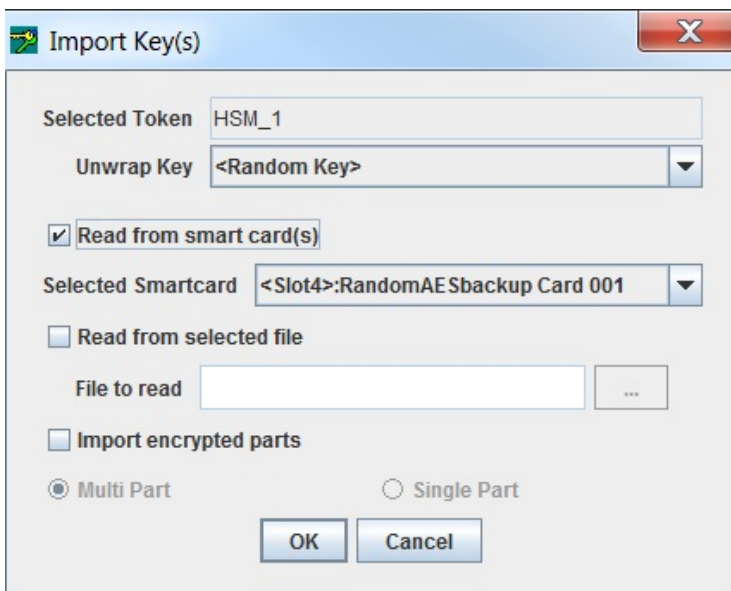 Import Key(s)
X
Selected Token HSM_1
Unwrap Key <Random Key>
Read from smart card(s)
Selected Smartcard <Slot4>:RandomAESbackup Card 001
Read from selected file
File to read ...
Import encrypted parts
Multi Part Single Part
OK Cancel